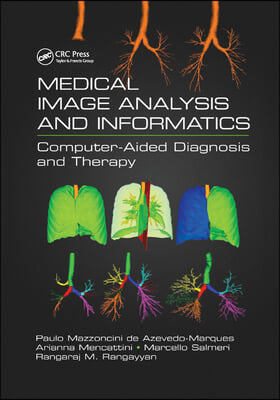 CRC
CRC Press
Taylor & Francis Group
MEDICAL
IMAGE ANALYSIS
AND INFORMATICS
Computer-Aided Diagnosis
and Therapy
Paulo Mazzoncini de Azevedo-Marques
Arianna Mencattini • Marcello Salmeri
Rangaraj M. Rangayyan